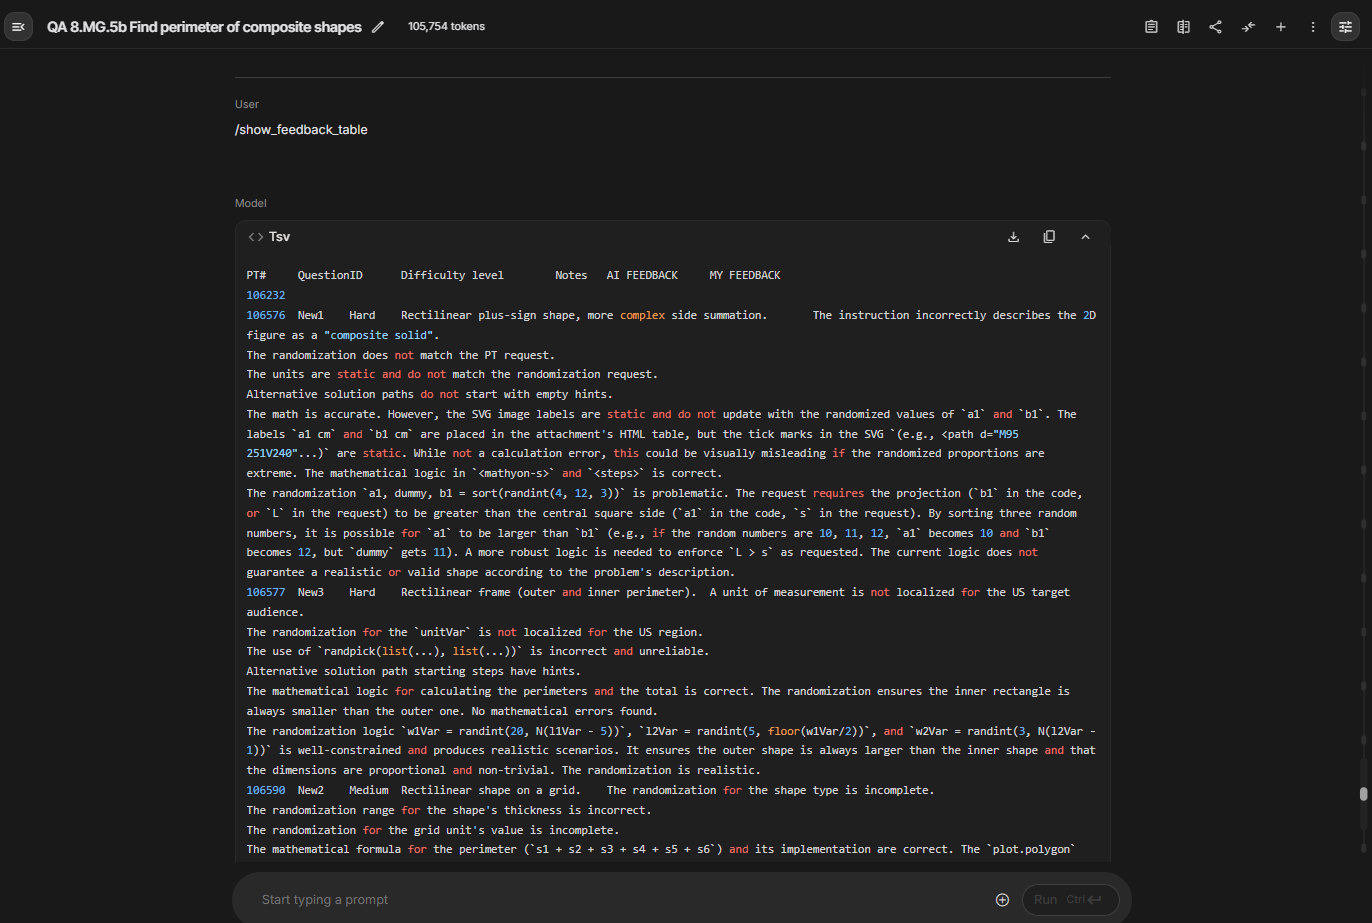 QA 8.MG.5b Find perimeter of composite shapes 105,754 tokens
User
/show_feedback_table
Model
<> Tsv
PT# QuestionID Difficulty level Notes AI FEEDBACK MY FEEDBACK
106232
106576 New1 Hard Rectilinear plus-sign shape, more complex side summation. The instruction incorrectly describes the 2D
figure as a "composite solid".
The randomization does not match the PT request.
The units are static and do not match the randomization request.
Alternative solution paths do not start with empty hints.
The math is accurate. However, the SVG image labels are static and do not update with the randomized values of `a1` and `b1`. The
labels `a1 cm` and `b1 cm` are placed in the attachment's HTML table, but the tick marks in the SVG `(e.g., <path d="M95
251V240"...)` are static. While not a calculation error, this could be visually misleading if the randomized proportions are
extreme. The mathematical logic in `<mathyon-s>` and `<steps>` is correct.
The randomization `a1, dummy, b1 = sort(randint(4, 12, 3))` is problematic. The request requires the projection (`b1` in the code,
or `L` in the request) to be greater than the central square side (`a1` in the code, `s` in the request). By sorting three random
numbers, it is possible for `a1` to be larger than `b1` (e.g., if the random numbers are 10, 11, 12, `a1` becomes 10 and `b1`
becomes 12, but `dummy` gets 11). A more robust logic is needed to enforce `L > s` as requested. The current logic does not
guarantee a realistic or valid shape according to the problem's description.
106577 New3 Hard Rectilinear frame (outer and inner perimeter). A unit of measurement is not localized for the US target
audience.
The randomization for the `unitVar` is not localized for the US region.
The use of `randpick(list(...), list(...))` is incorrect and unreliable.
Alternative solution path starting steps have hints.
The mathematical logic for calculating the perimeters and the total is correct. The randomization ensures the inner rectangle is
always smaller than the outer one. No mathematical errors found.
The randomization logic `w1Var = randint(20, N(l1Var - 5))`, `l2Var = randint(5, floor(w1Var/2))`, and `w2Var = randint(3, N(l2Var -
1))` is well-constrained and produces realistic scenarios. It ensures the outer shape is always larger than the inner shape and that
the dimensions are proportional and non-trivial. The randomization is realistic.
106590 New2 Medium Rectilinear shape on a grid. The randomization for the shape type is incomplete.
The randomization range for the shape's thickness is incorrect.
The randomization for the grid unit's value is incomplete.
The mathematical formula for the perimeter (`s1 + s2 + s3 + s4 + s5 + s6`) and its implementation are correct. The `plot.polygon`
Start typing a prompt Run Ctrl